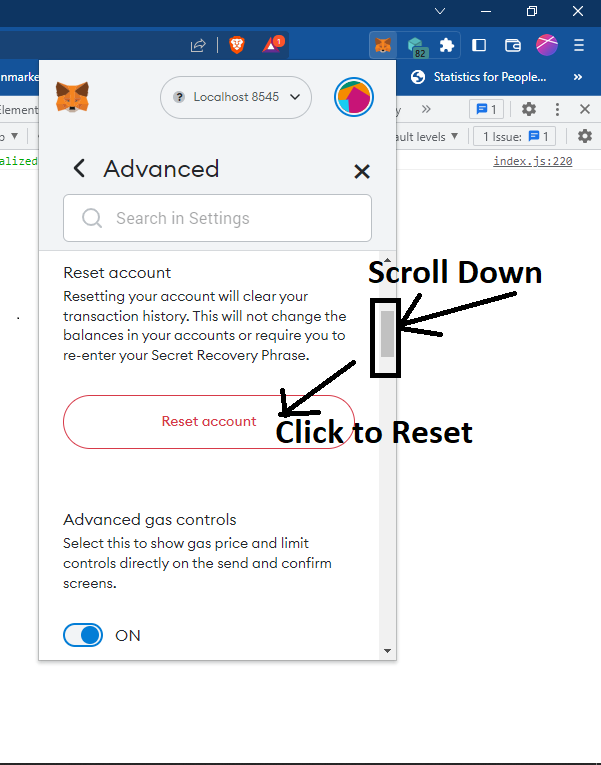 1
82
nmarke
Statistics for People...
»
Element
Localhost 8545
y
»
1
p
ault levels
1 Issue:
1
alized
index.js:220
Advanced
Search in Settings
Scroll Down
Reset account
Resetting your account will clear your
transaction history. This will not change the
balances in your accounts or require you to
re-enter your Secret Recovery Phrase.
Reset account
Click to Reset
Advanced gas controls
Select this to show gas price and limit
controls directly on the send and confirm
screens.
ON